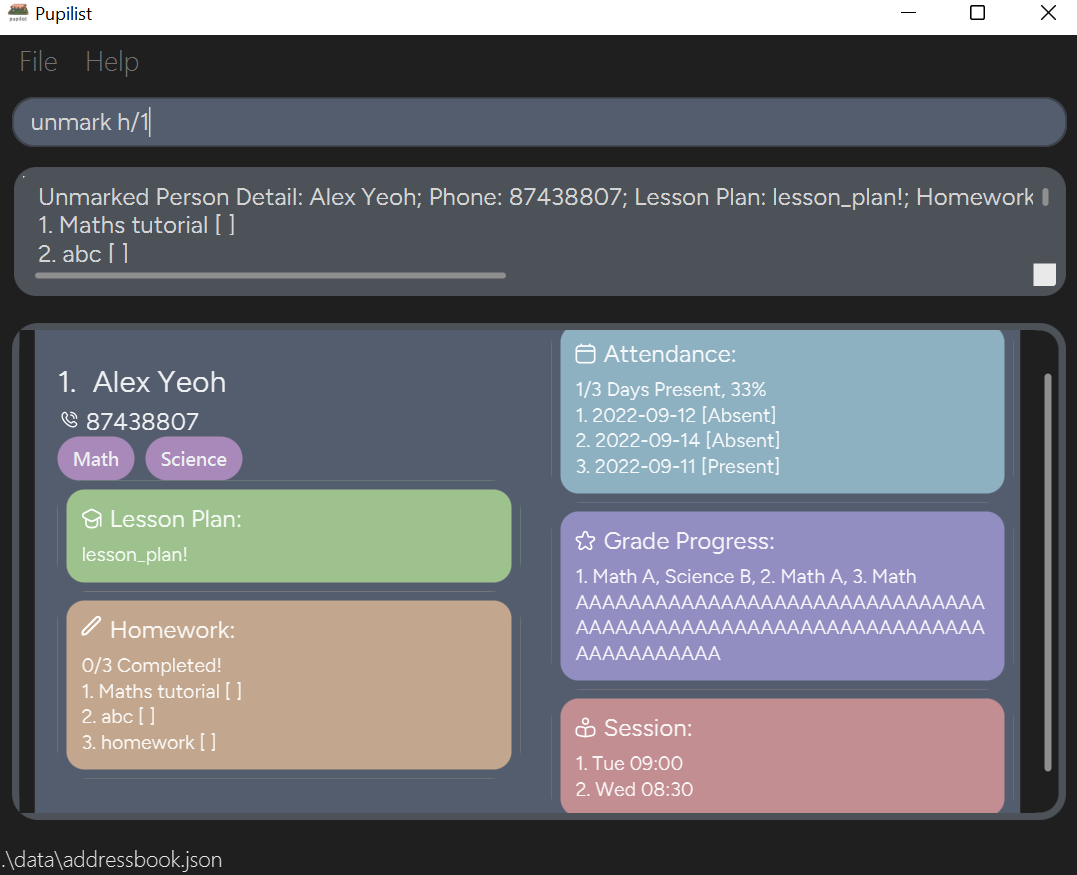 Pupilist
File Help
unmark h/1
Unmarked Person Detail: Alex Yeoh; Phone: 87438807; Lesson Plan: lesson_plan!; Homework
1. Maths tutorial [ ]
2. abc [ ]
1. Alex Yeoh
87438807
Math Science
Lesson Plan:
lesson_plan!
Homework:
0/3 Completed!
1. Maths tutorial [ ]
2. abc [ ]
3. homework [ ]
Attendance:
1/3 Days Present, 33%
1. 2022-09-12 [Absent]
2. 2022-09-14 [Absent]
3. 2022-09-11 [Present]
Grade Progress:
1. Math A, Science B, 2. Math A, 3. Math
AAAAAAAAAAAAAAAAAAAAAAAAAAAAAAA
AAAAAAAAAAAAAAAAAAAAAAAAAAAAAAA
AAAAAAAAAAA
Session:
1. Tue 09:00
2. Wed 08:30
.\data\addressbook.json